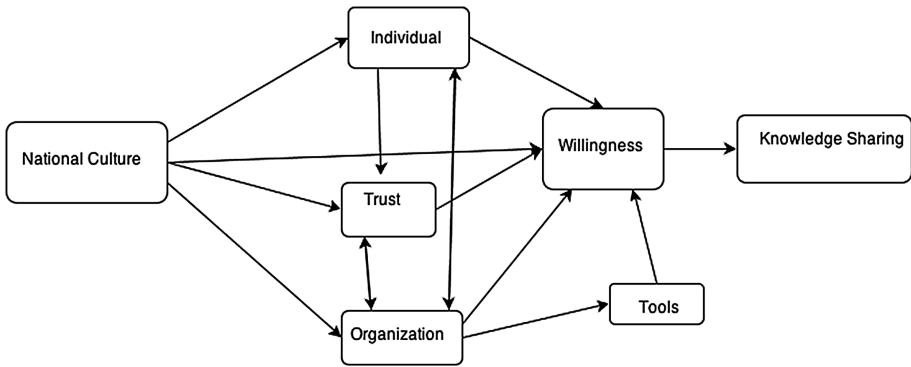 Individual
National Culture
Willingness
Knowledge Sharing
Trust
Organization
Tools